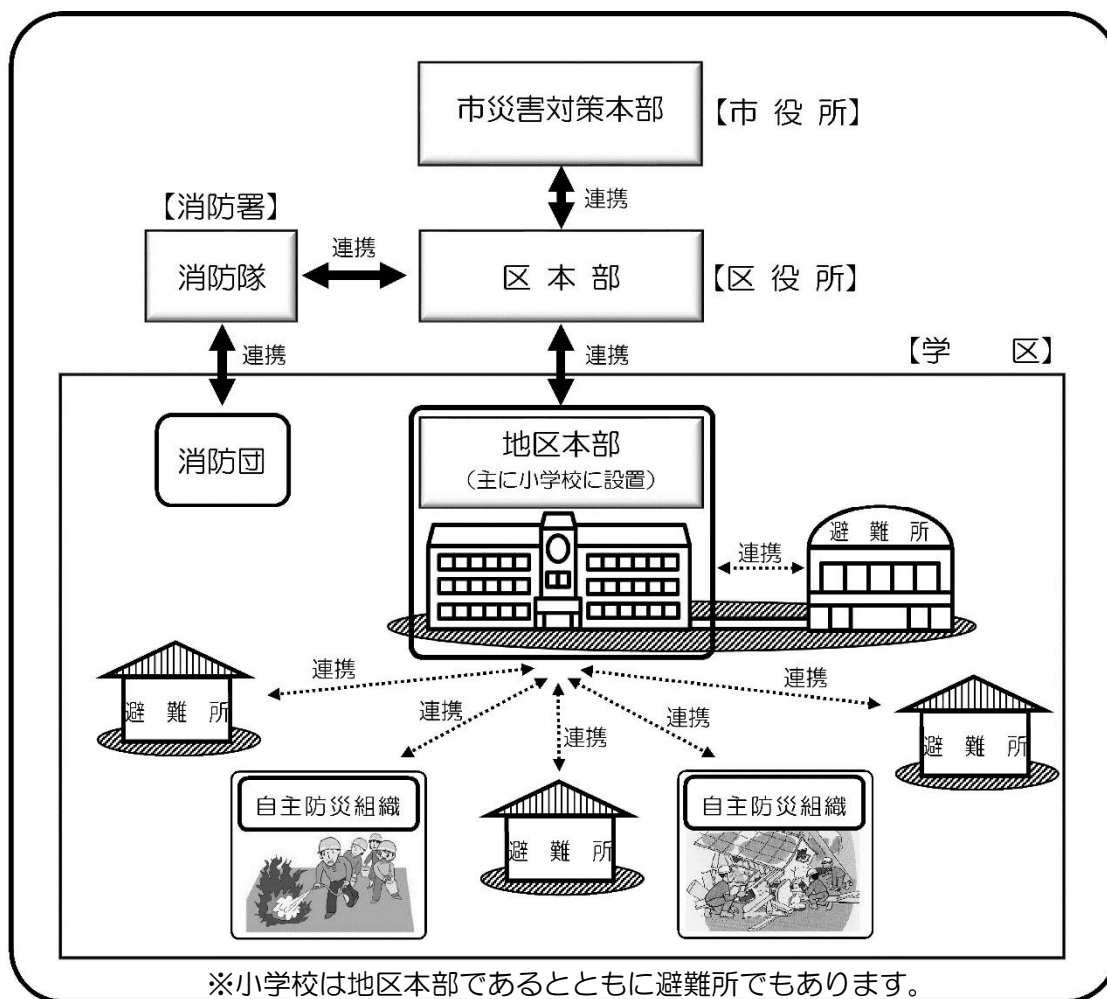 市災害対策本部
【市 役 所】
連携
【消防署】
消防隊
連携
区 本 部
【区 役 所】
連携
連携
【学　　区】
消防団
地区本部
（主に小学校に設置）
避 難 所
連携
連携
連携
連携
連携
連携
避 難 所
避 難 所
自主防災組織
避 難 所
自主防災組織
※小学校は地区本部であるとともに避難所でもあります。